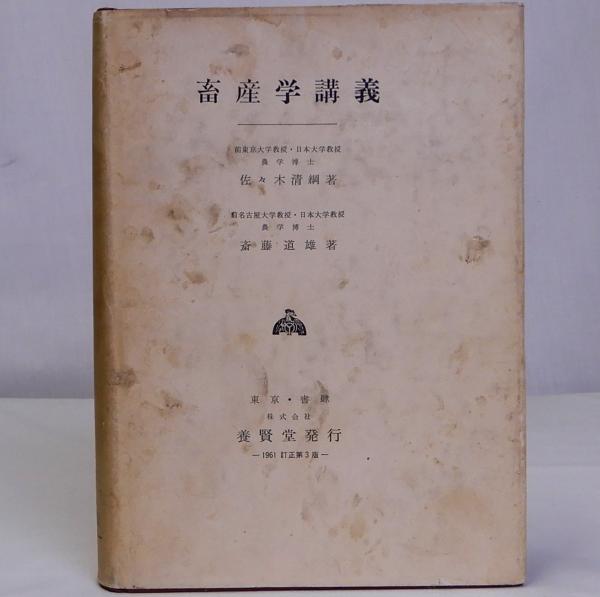 畜産学講義
前東京大学教授・日本大学教授
農学博士
佐々木清綱著
前名古屋大学教授・日本大学教授
農学博士
斎藤道雄著
東京・書肆
株式会社
養賢堂発行
—1961 訂正第3版—